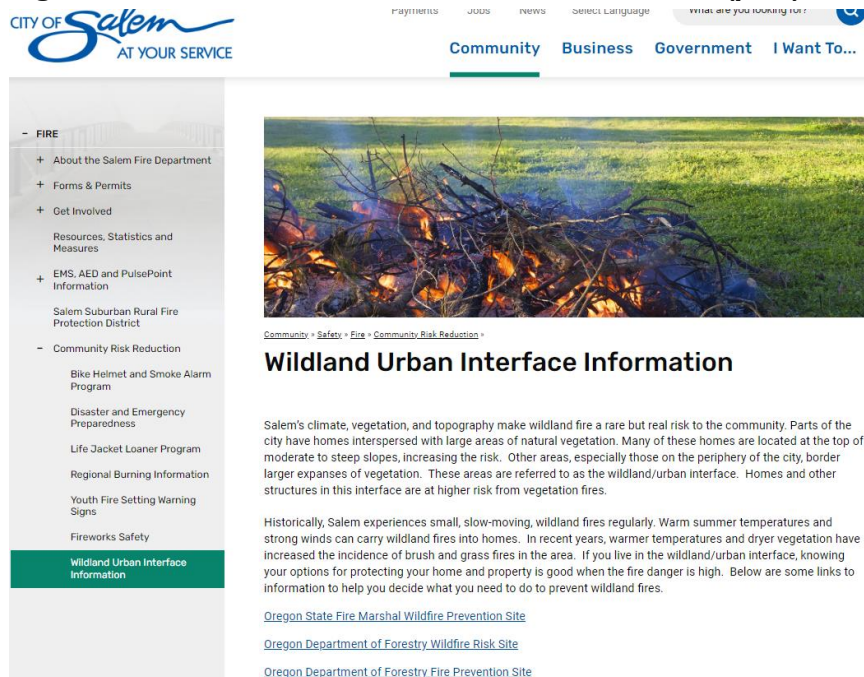 CITY OF Salem
AT YOUR SERVICE
Payments Jobs News Select Language What are you looking for?
Community Business Government I Want To...
- FIRE
+ About the Salem Fire Department
+ Forms & Permits
+ Get Involved
Resources, Statistics and
Measures
+ EMS, AED and PulsePoint
Information
Salem Suburban Rural Fire
Protection District
- Community Risk Reduction
Bike Helmet and Smoke Alarm
Program
Disaster and Emergency
Preparedness
Life Jacket Loaner Program
Regional Burning Information
Youth Fire Setting Warning
Signs
Fireworks Safety
Wildland Urban Interface
Information
Community » Safety » Fire » Community Risk Reduction »
Wildland Urban Interface Information
Salem's climate, vegetation, and topography make wildland fire a rare but real risk to the community. Parts of the
city have homes interspersed with large areas of natural vegetation. Many of these homes are located at the top of
moderate to steep slopes, increasing the risk. Other areas, especially those on the periphery of the city, border
larger expanses of vegetation. These areas are referred to as the wildland/urban interface. Homes and other
structures in this interface are at higher risk from vegetation fires.
Historically, Salem experiences small, slow-moving, wildland fires regularly. Warm summer temperatures and
strong winds can carry wildland fires into homes. In recent years, warmer temperatures and dryer vegetation have
increased the incidence of brush and grass fires in the area. If you live in the wildland/urban interface, knowing
your options for protecting your home and property is good when the fire danger is high. Below are some links to
information to help you decide what you need to do to prevent wildland fires.
Oregon State Fire Marshal Wildfire Prevention Site
Oregon Department of Forestry Wildfire Risk Site
Oregon Department of Forestry Fire Prevention Site